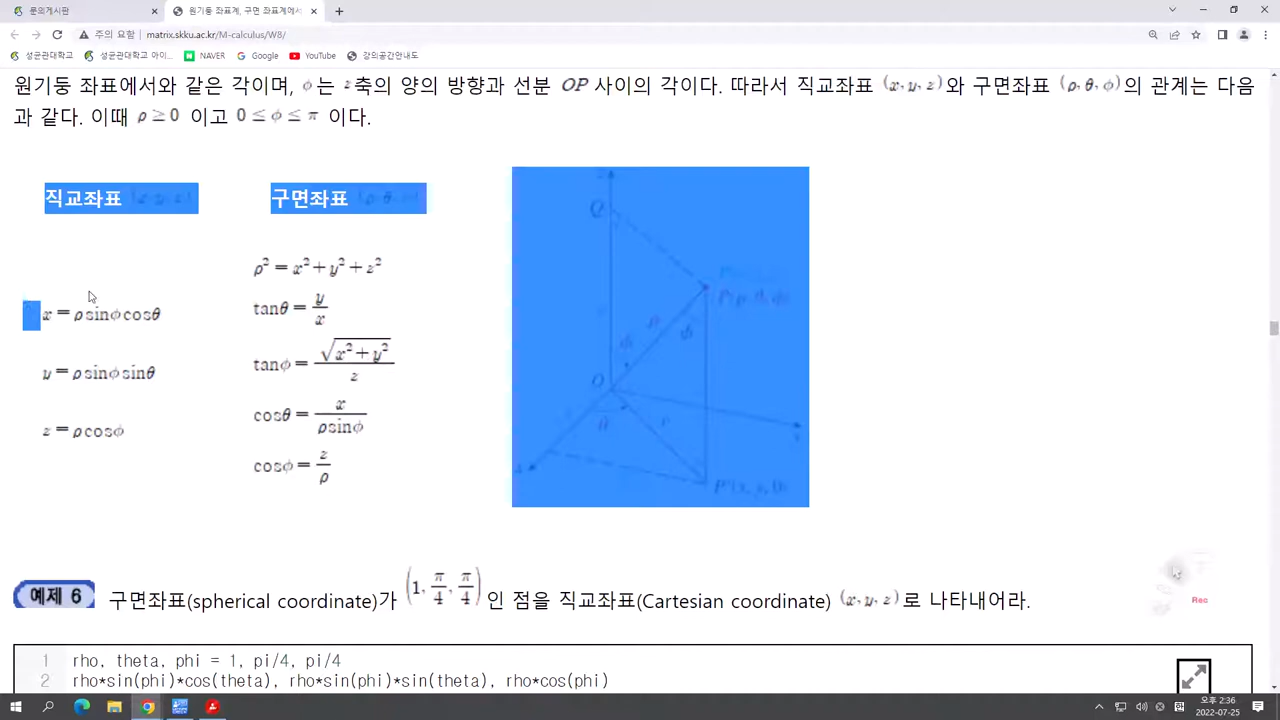 문의게시판
원기둥 좌표계, 구면 좌표계에서
주의 요함
matrix.skku.ac.kr/M-calculus/W8/
성균관대학교
성균관대학교 아이...
NAVER
Google
YouTube
강의공간안내도
원기둥 좌표에서와 같은 각이며, φ는 z축의 양의 방향과 선분 OP 사이의 각이다. 따라서 직교좌표 (x, y, z)와 구면좌표 (ρ, θ, φ)의 관계는 다음
과 같다. 이때 ρ ≥ 0 이고 0 ≤ φ ≤ π 이다.
직교좌표 (x, y, z)
구면좌표 (ρ, θ, φ)
x = ρsinφcosθ
y = ρsinφsinθ
z = ρcosφ
ρ² = x² + y² + z²
tanθ = y/x
tanφ = √(x² + y²)/z
cosθ = x/(ρsinφ)
cosφ = z/ρ
z
Q
P(ρ, θ, φ)
ρ
φ
φ
O
θ
r
y
x
P'(x, y, 0)
예제 6 구면좌표(spherical coordinate)가 (1, π/4, π/4) 인 점을 직교좌표(Cartesian coordinate) (x, y, z)로 나타내어라.
Rec
1 rho, theta, phi = 1, pi/4, pi/4
2 rho*sin(phi)*cos(theta), rho*sin(phi)*sin(theta), rho*cos(phi)
오후 2:36
2022-07-25